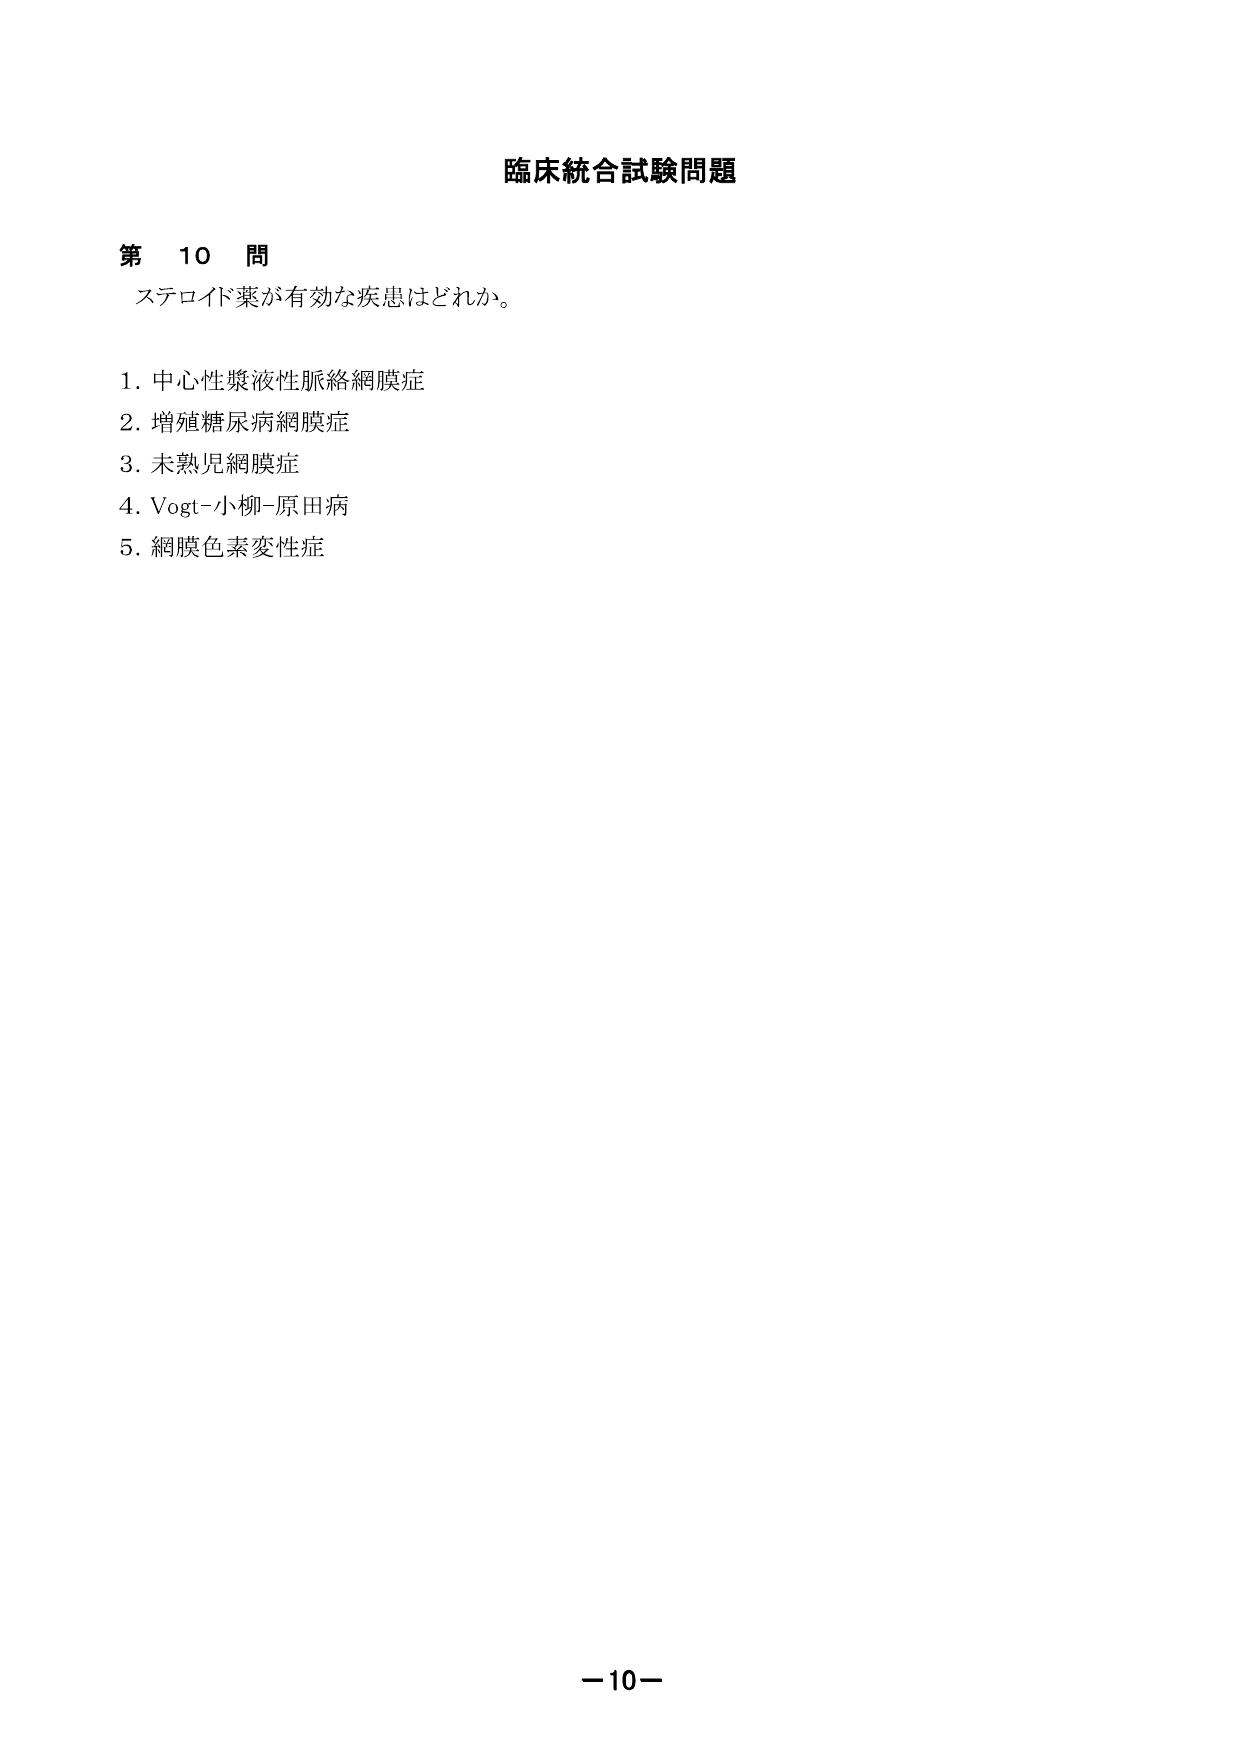 臨床統合試験問題
第　10　問
ステロイド薬が有効な疾患はどれか。
1. 中心性漿液性脈絡網膜症
2. 増殖糖尿病網膜症
3. 未熟児網膜症
4. Vogt-小柳-原田病
5. 網膜色素変性症
－10－